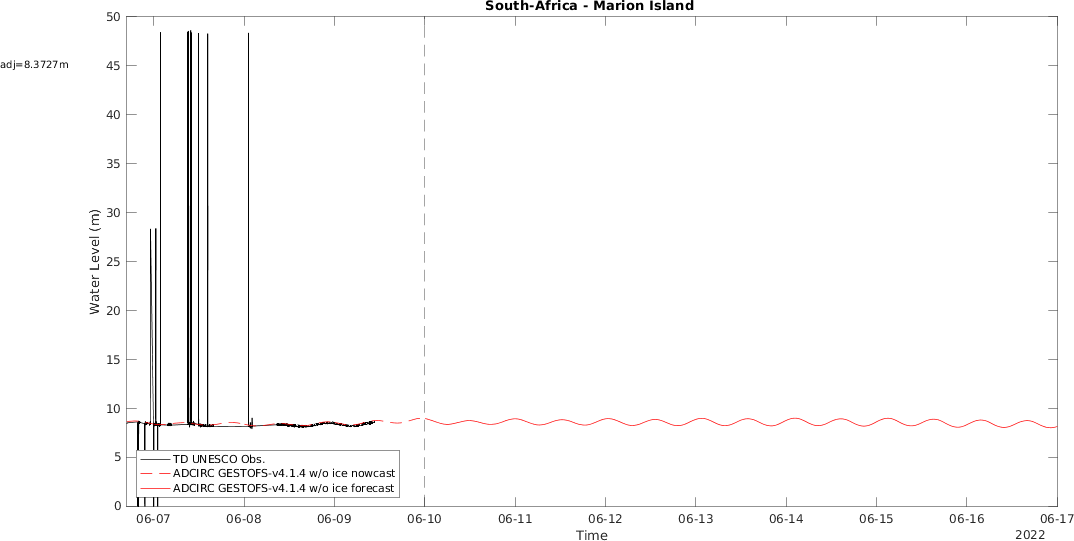 South-Africa - Marion Island
adj=8.3727m
Water Level (m)
50
45
40
35
30
25
20
15
10
5
0
TD UNESCO Obs.
ADCIRC GESTOFS-v4.1.4 w/o ice nowcast
ADCIRC GESTOFS-v4.1.4 w/o ice forecast
06-07 06-08 06-09 06-10 06-11 06-12 06-13 06-14 06-15 06-16 06-17
Time
2022